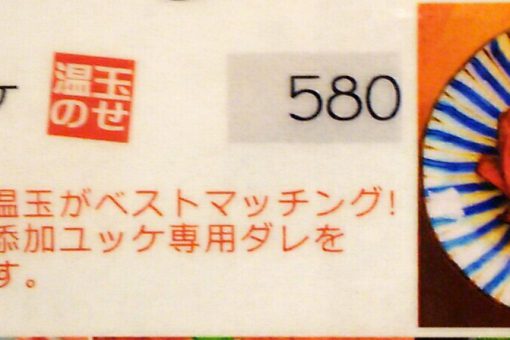 ケ
温玉
のせ
580
温玉がベストマッチング!
添加ユッケ専用ダレを
す。